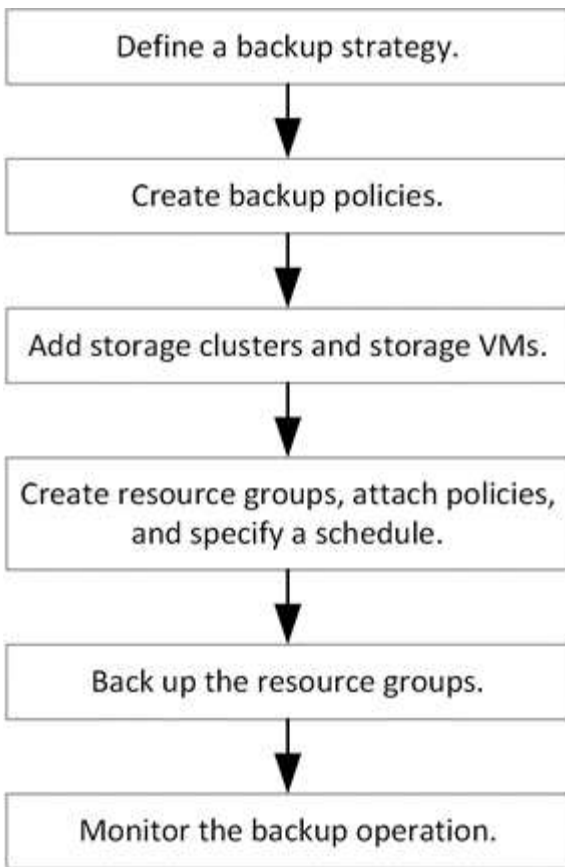 Define a backup strategy.
Create backup policies.
Add storage clusters and storage VMs.
Create resource groups, attach policies,
and specify a schedule.
Back up the resource groups.
Monitor the backup operation.